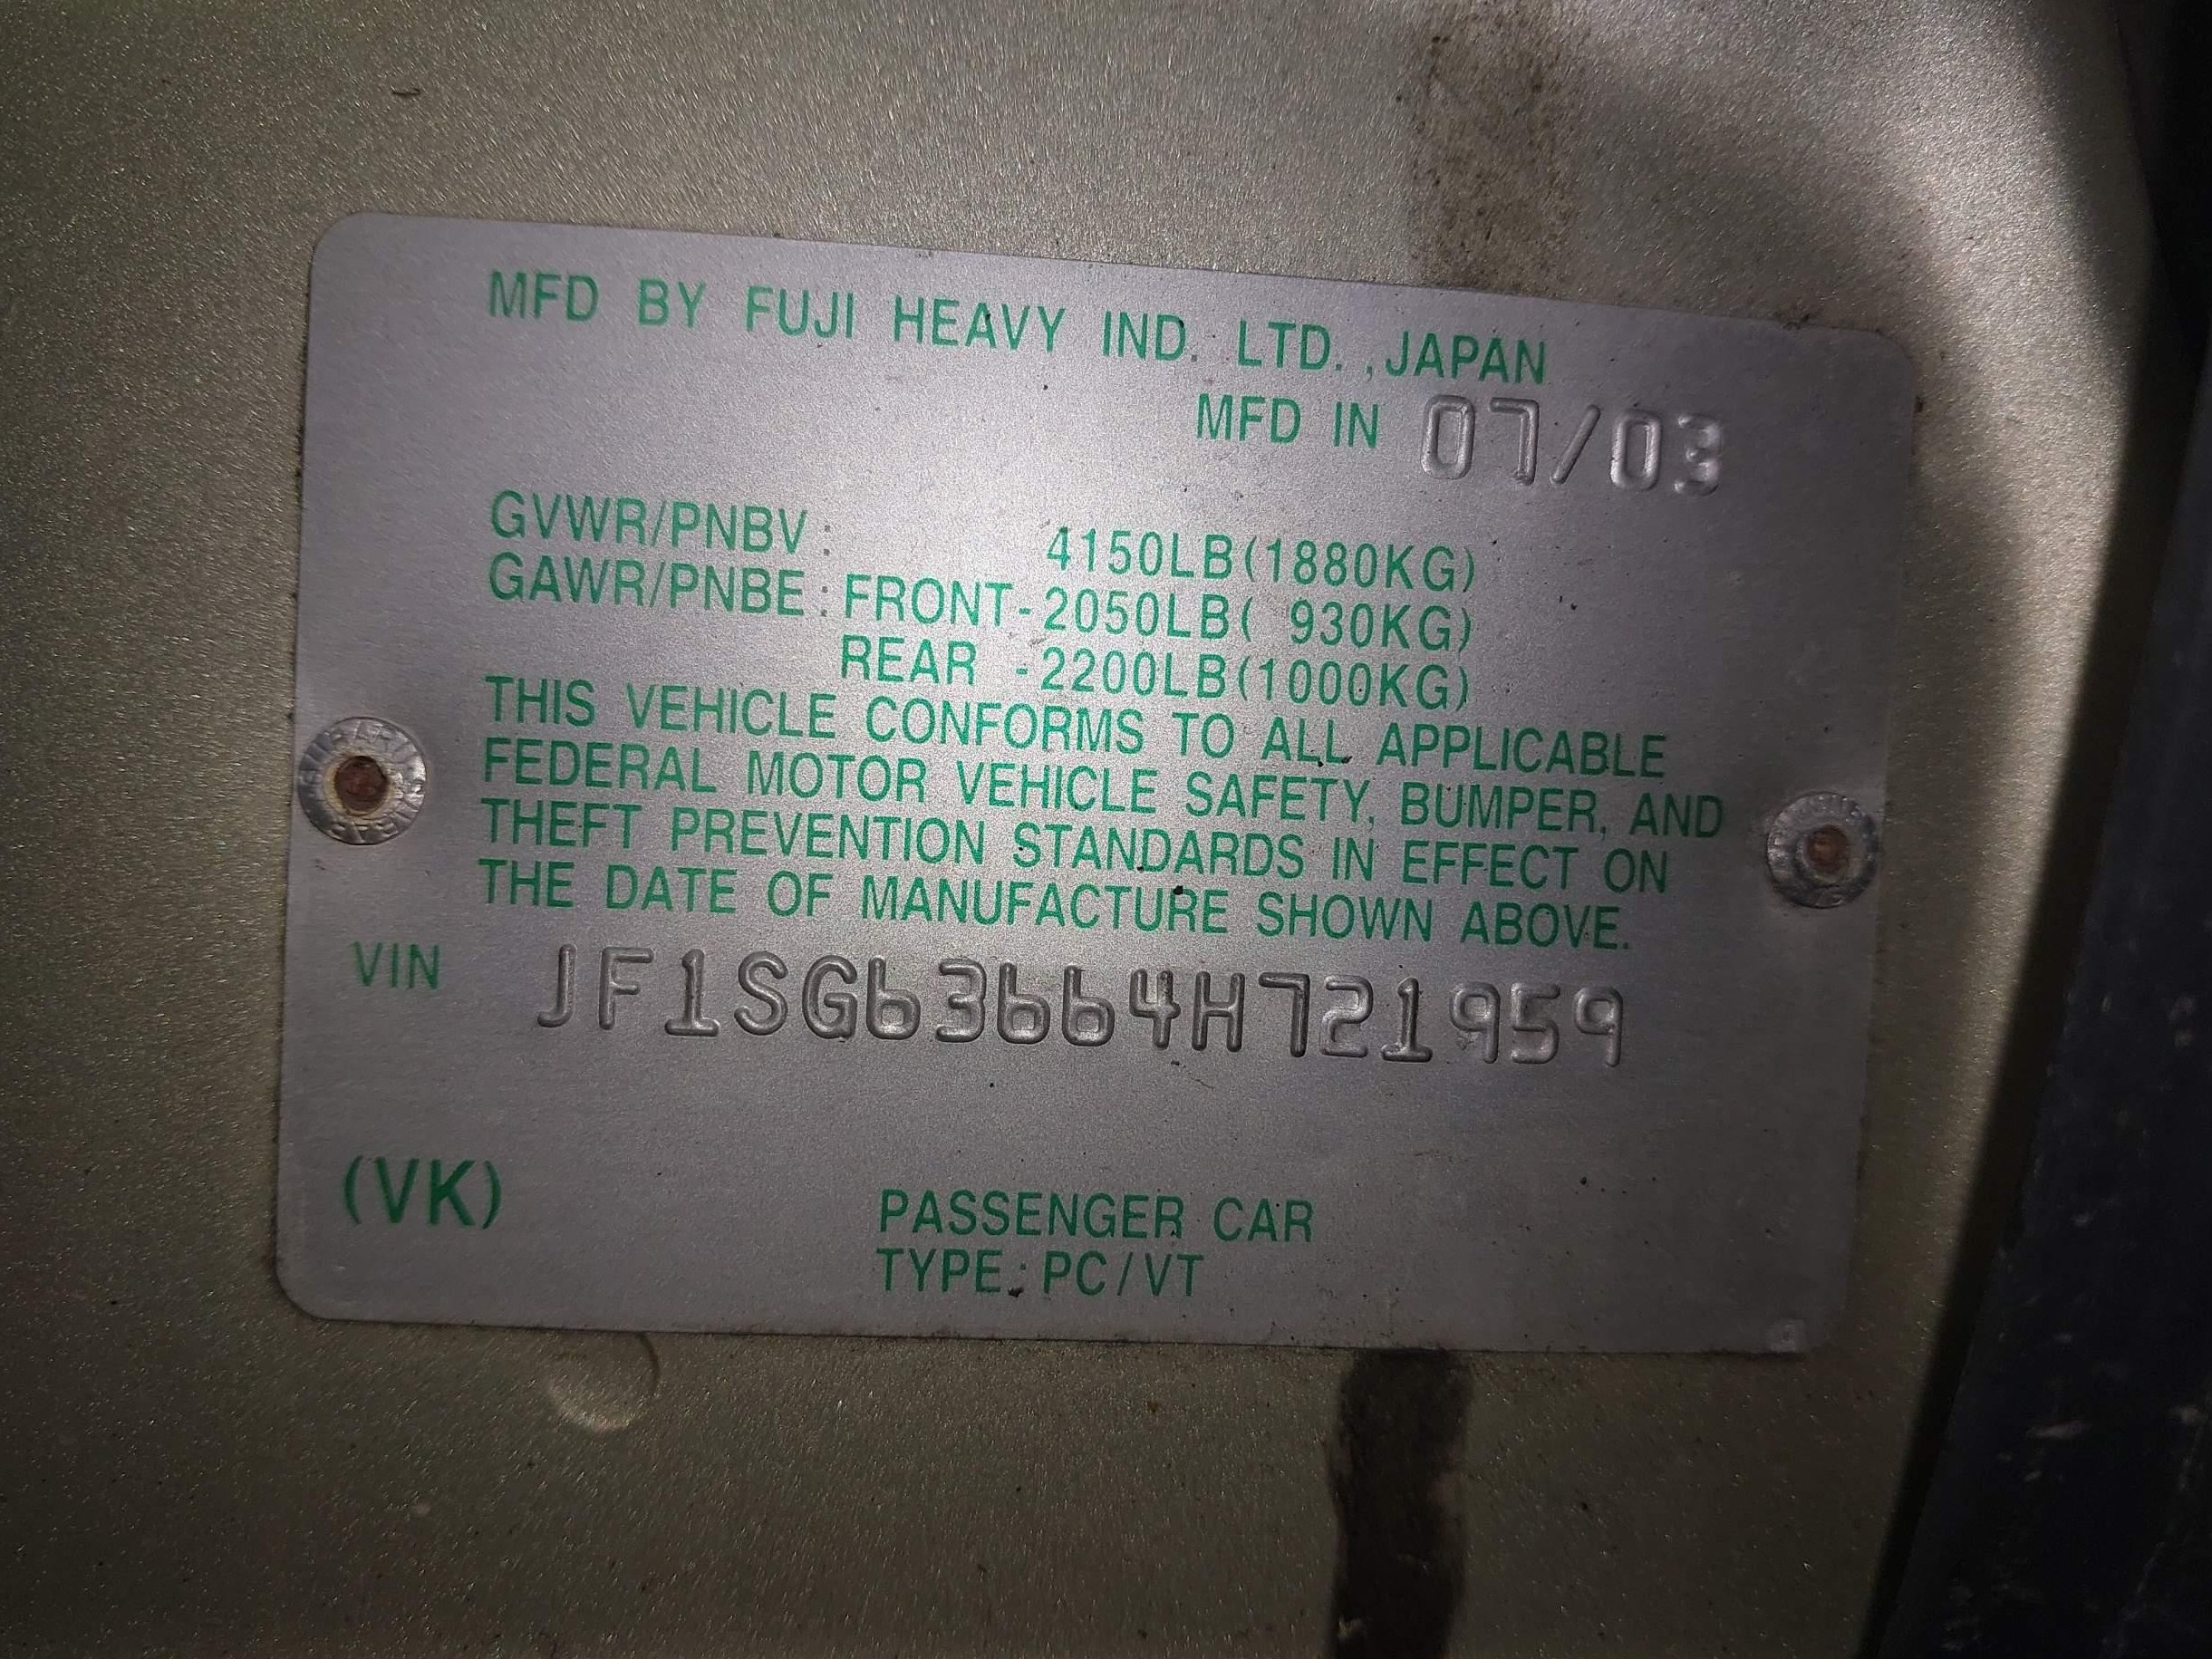 MFD BY FUJI HEAVY IND. LTD. ,JAPAN
MFD IN 07/03
GVWR/PNBV: 4150LB(1880KG)
GAWR/PNBE:FRONT-2050LB( 930KG)
REAR -2200LB(1000KG)
THIS VEHICLE CONFORMS TO ALL APPLICABLE
FEDERAL MOTOR VEHICLE SAFETY, BUMPER, AND
THEFT PREVENTION STANDARDS IN EFFECT ON
THE DATE OF MANUFACTURE SHOWN ABOVE.
VIN JF1SG63664H721959
(VK)
PASSENGER CAR
TYPE:PC/VT